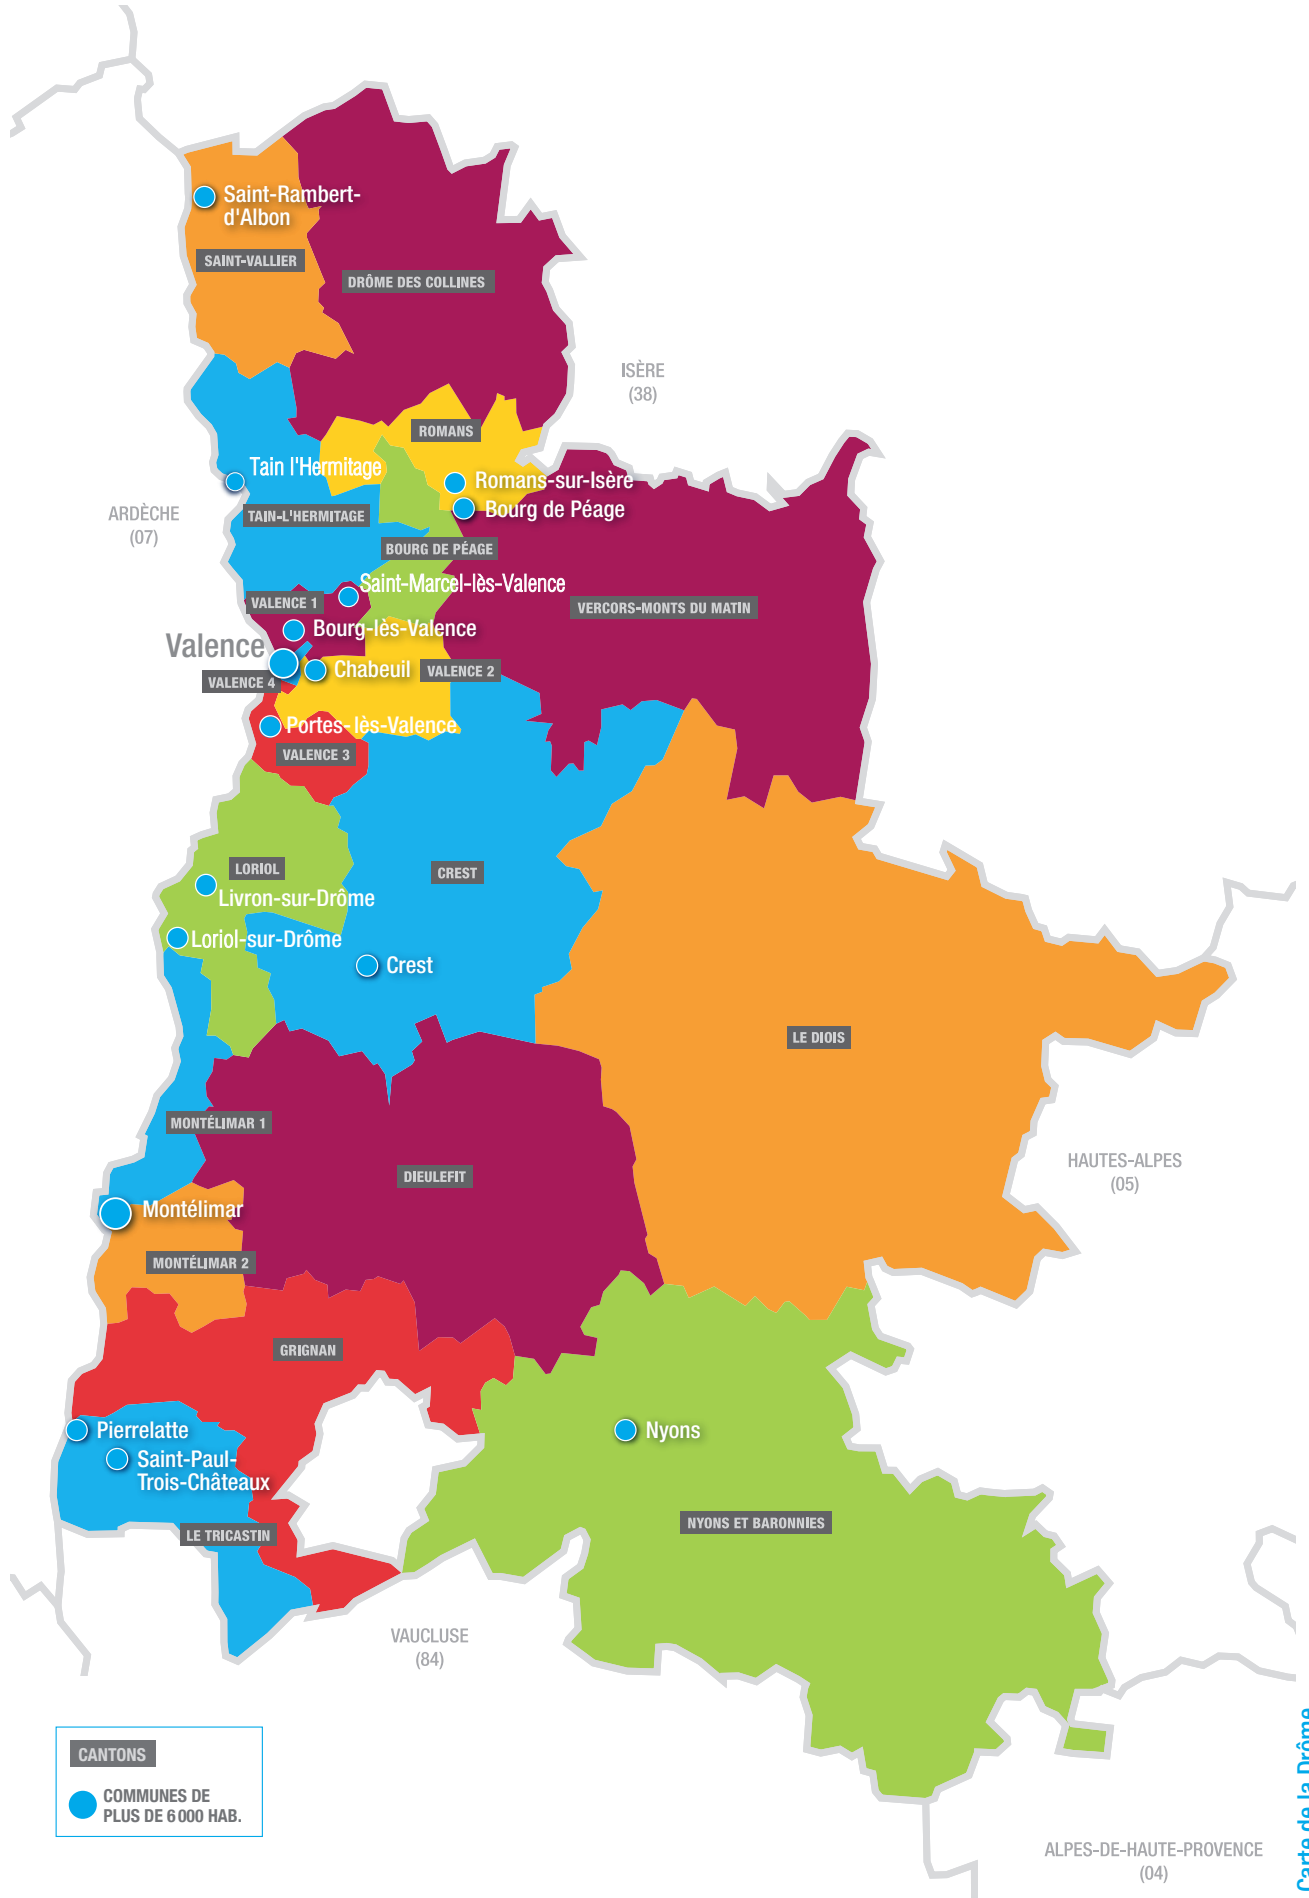 Saint-Rambert-
d'Albon
SAINT-VALLIER
DRÔME DES COLLINES
ISÈRE
(38)
ROMANS
Tain l'Hermitage
Romans-sur-Isère
Bourg de Péage
ARDÈCHE
(07)
TAIN-L'HERMITAGE
BOURG DE PÉAGE
Saint-Marcel-lès-Valence
VALENCE 1
VERCORS-MONTS DU MATIN
Bourg-lès-Valence
Valence
Chabeuil
VALENCE 2
VALENCE 4
Portes-lès-Valence
VALENCE 3
LORIOL
CREST
Livron-sur-Drôme
Loriol-sur-Drôme
Crest
LE DIOIS
MONTÉLIMAR 1
DIEULEFIT
HAUTES-ALPES
(05)
Montélimar
MONTÉLIMAR 2
GRIGNAN
Pierrelatte
Nyons
Saint-Paul-
Trois-Châteaux
NYONS ET BARONNIES
LE TRICASTIN
VAUCLUSE
(84)
CANTONS
COMMUNES DE
PLUS DE 6 000 HAB.
ALPES-DE-HAUTE-PROVENCE
(04)
Carte de la Drôme